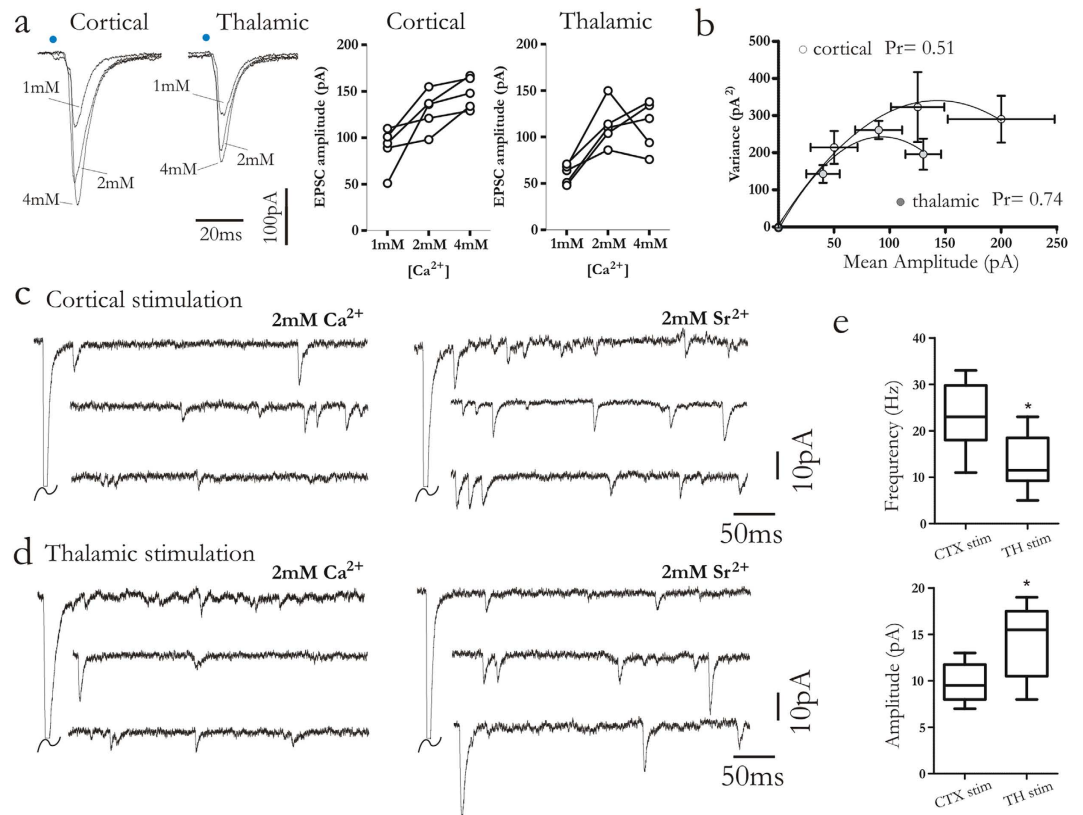 a
Cortical
Thalamic
1mM
2mM
4mM
1mM
2mM
4mM
20ms
100pA
EPSC amplitude (pA)
200
150
100
50
0
1mM 2mM 4mM
[Ca²⁺]
Thalamic
EPSC amplitude (pA)
200
150
100
50
0
1mM 2mM 4mM
[Ca²⁺]
Cortical
b
Variance (pA²)
500
400
300
200
100
0
50 100 150 200 250
Mean Amplitude (pA)
cortical Pr= 0.51
thalamic Pr= 0.74
c Cortical stimulation
2mM Ca²⁺
2mM Sr²⁺
10pA
50ms
d Thalamic stimulation
2mM Ca²⁺
2mM Sr²⁺
10pA
50ms
e
Frequrency (Hz)
40
30
20
10
0
*
CTX stim
TH stim
Amplitude (pA)
20
15
10
5
0
*
CTX stim
TH stim